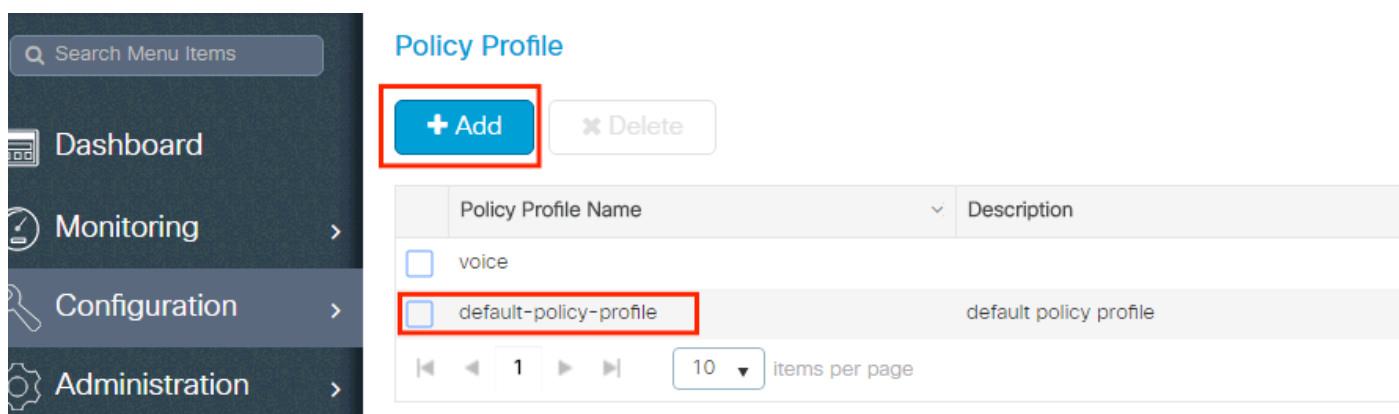 Search Menu Items
Dashboard
Monitoring
Configuration
Administration
Policy Profile
+ Add
✖ Delete
Policy Profile Name Description
voice
default-policy-profile default policy profile
1 10 items per page